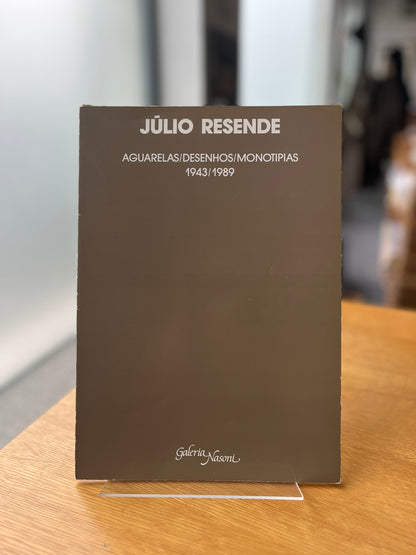 JÚLIO RESENDE
AGUARELAS/DESENHOS/MONOTIPIAS
1943/1989
Galeria Nasoni